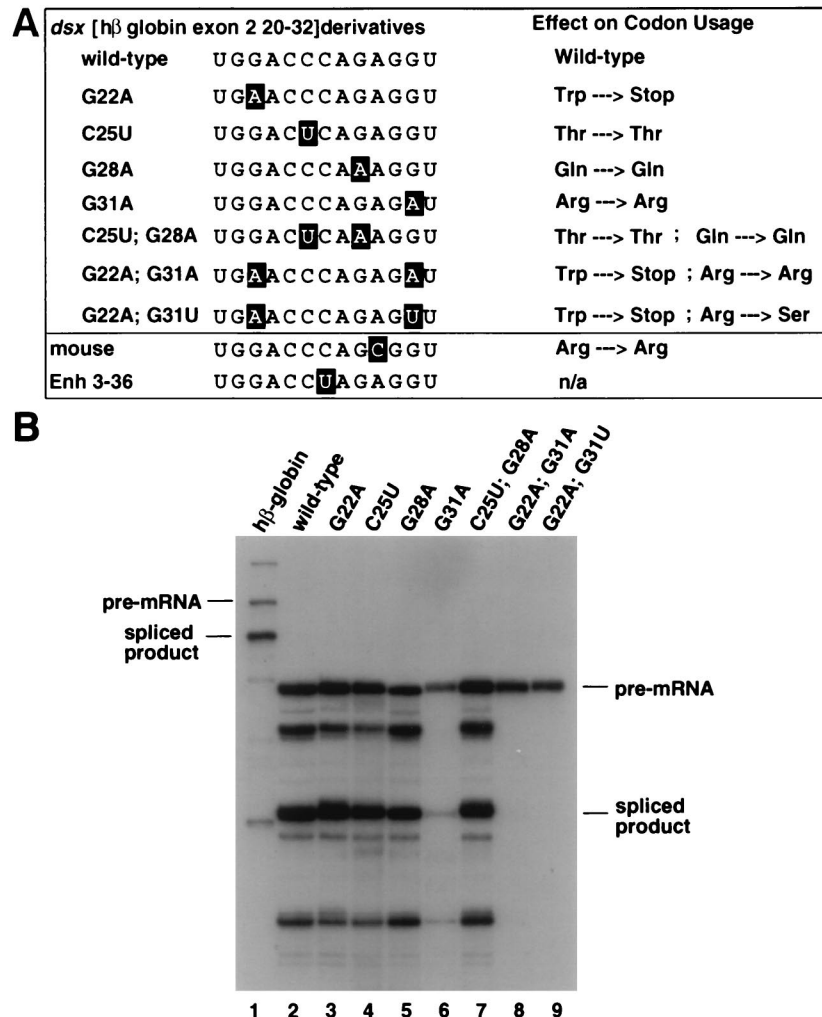 A
dsx [hβ globin exon 2 20-32]derivatives Effect on Codon Usage
wild-type UGGACCCAGAGGU Wild-type
G22A UGAACCCAGAGGU Trp ---> Stop
C25U UGGACUCAGAGGU Thr ---> Thr
G28A UGGACCCAAAGGU Gln ---> Gln
G31A UGGACCCAGAGAU Arg ---> Arg
C25U; G28A UGGACUCAAAGGU Thr ---> Thr ; Gln ---> Gln
G22A; G31A UGAACCCAGAGAU Trp ---> Stop ; Arg ---> Arg
G22A; G31U UGAACCCAGAGUU Trp ---> Stop ; Arg ---> Ser
mouse UGGACCCAGCGGU Arg ---> Arg
Enh 3-36 UGGACCUAGAGGU n/a
B
hβ-globin wild-type G22A C25U G28A G31A C25U; G28A G22A; G31A G22A; G31U
pre-mRNA
spliced
product
pre-mRNA
spliced
product
1 2 3 4 5 6 7 8 9